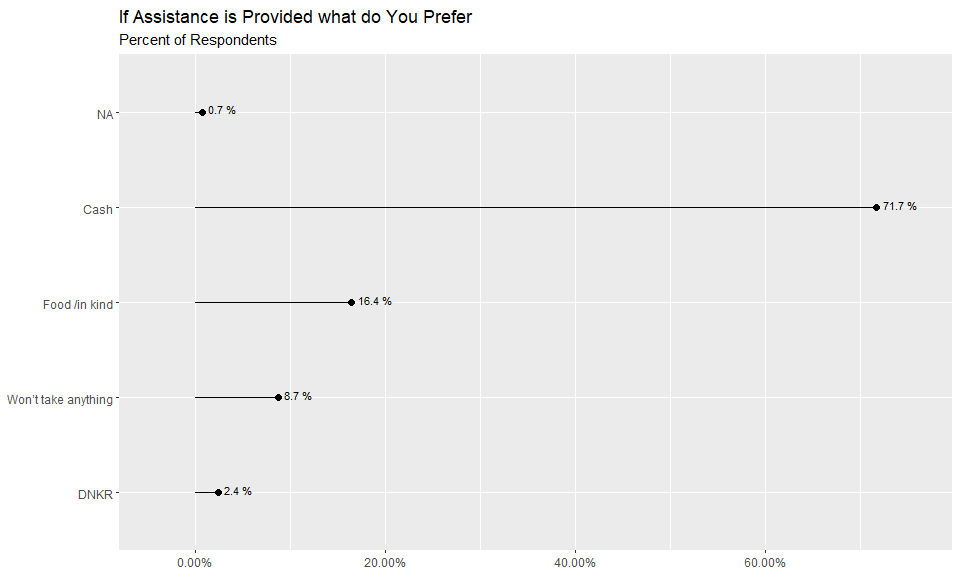 If Assistance is Provided what do You Prefer
Percent of Respondents
NA
0.7 %
Cash
71.7 %
Food /in kind
16.4 %
Won't take anything
8.7 %
DNKR
2.4 %
0.00%
20.00%
40.00%
60.00%